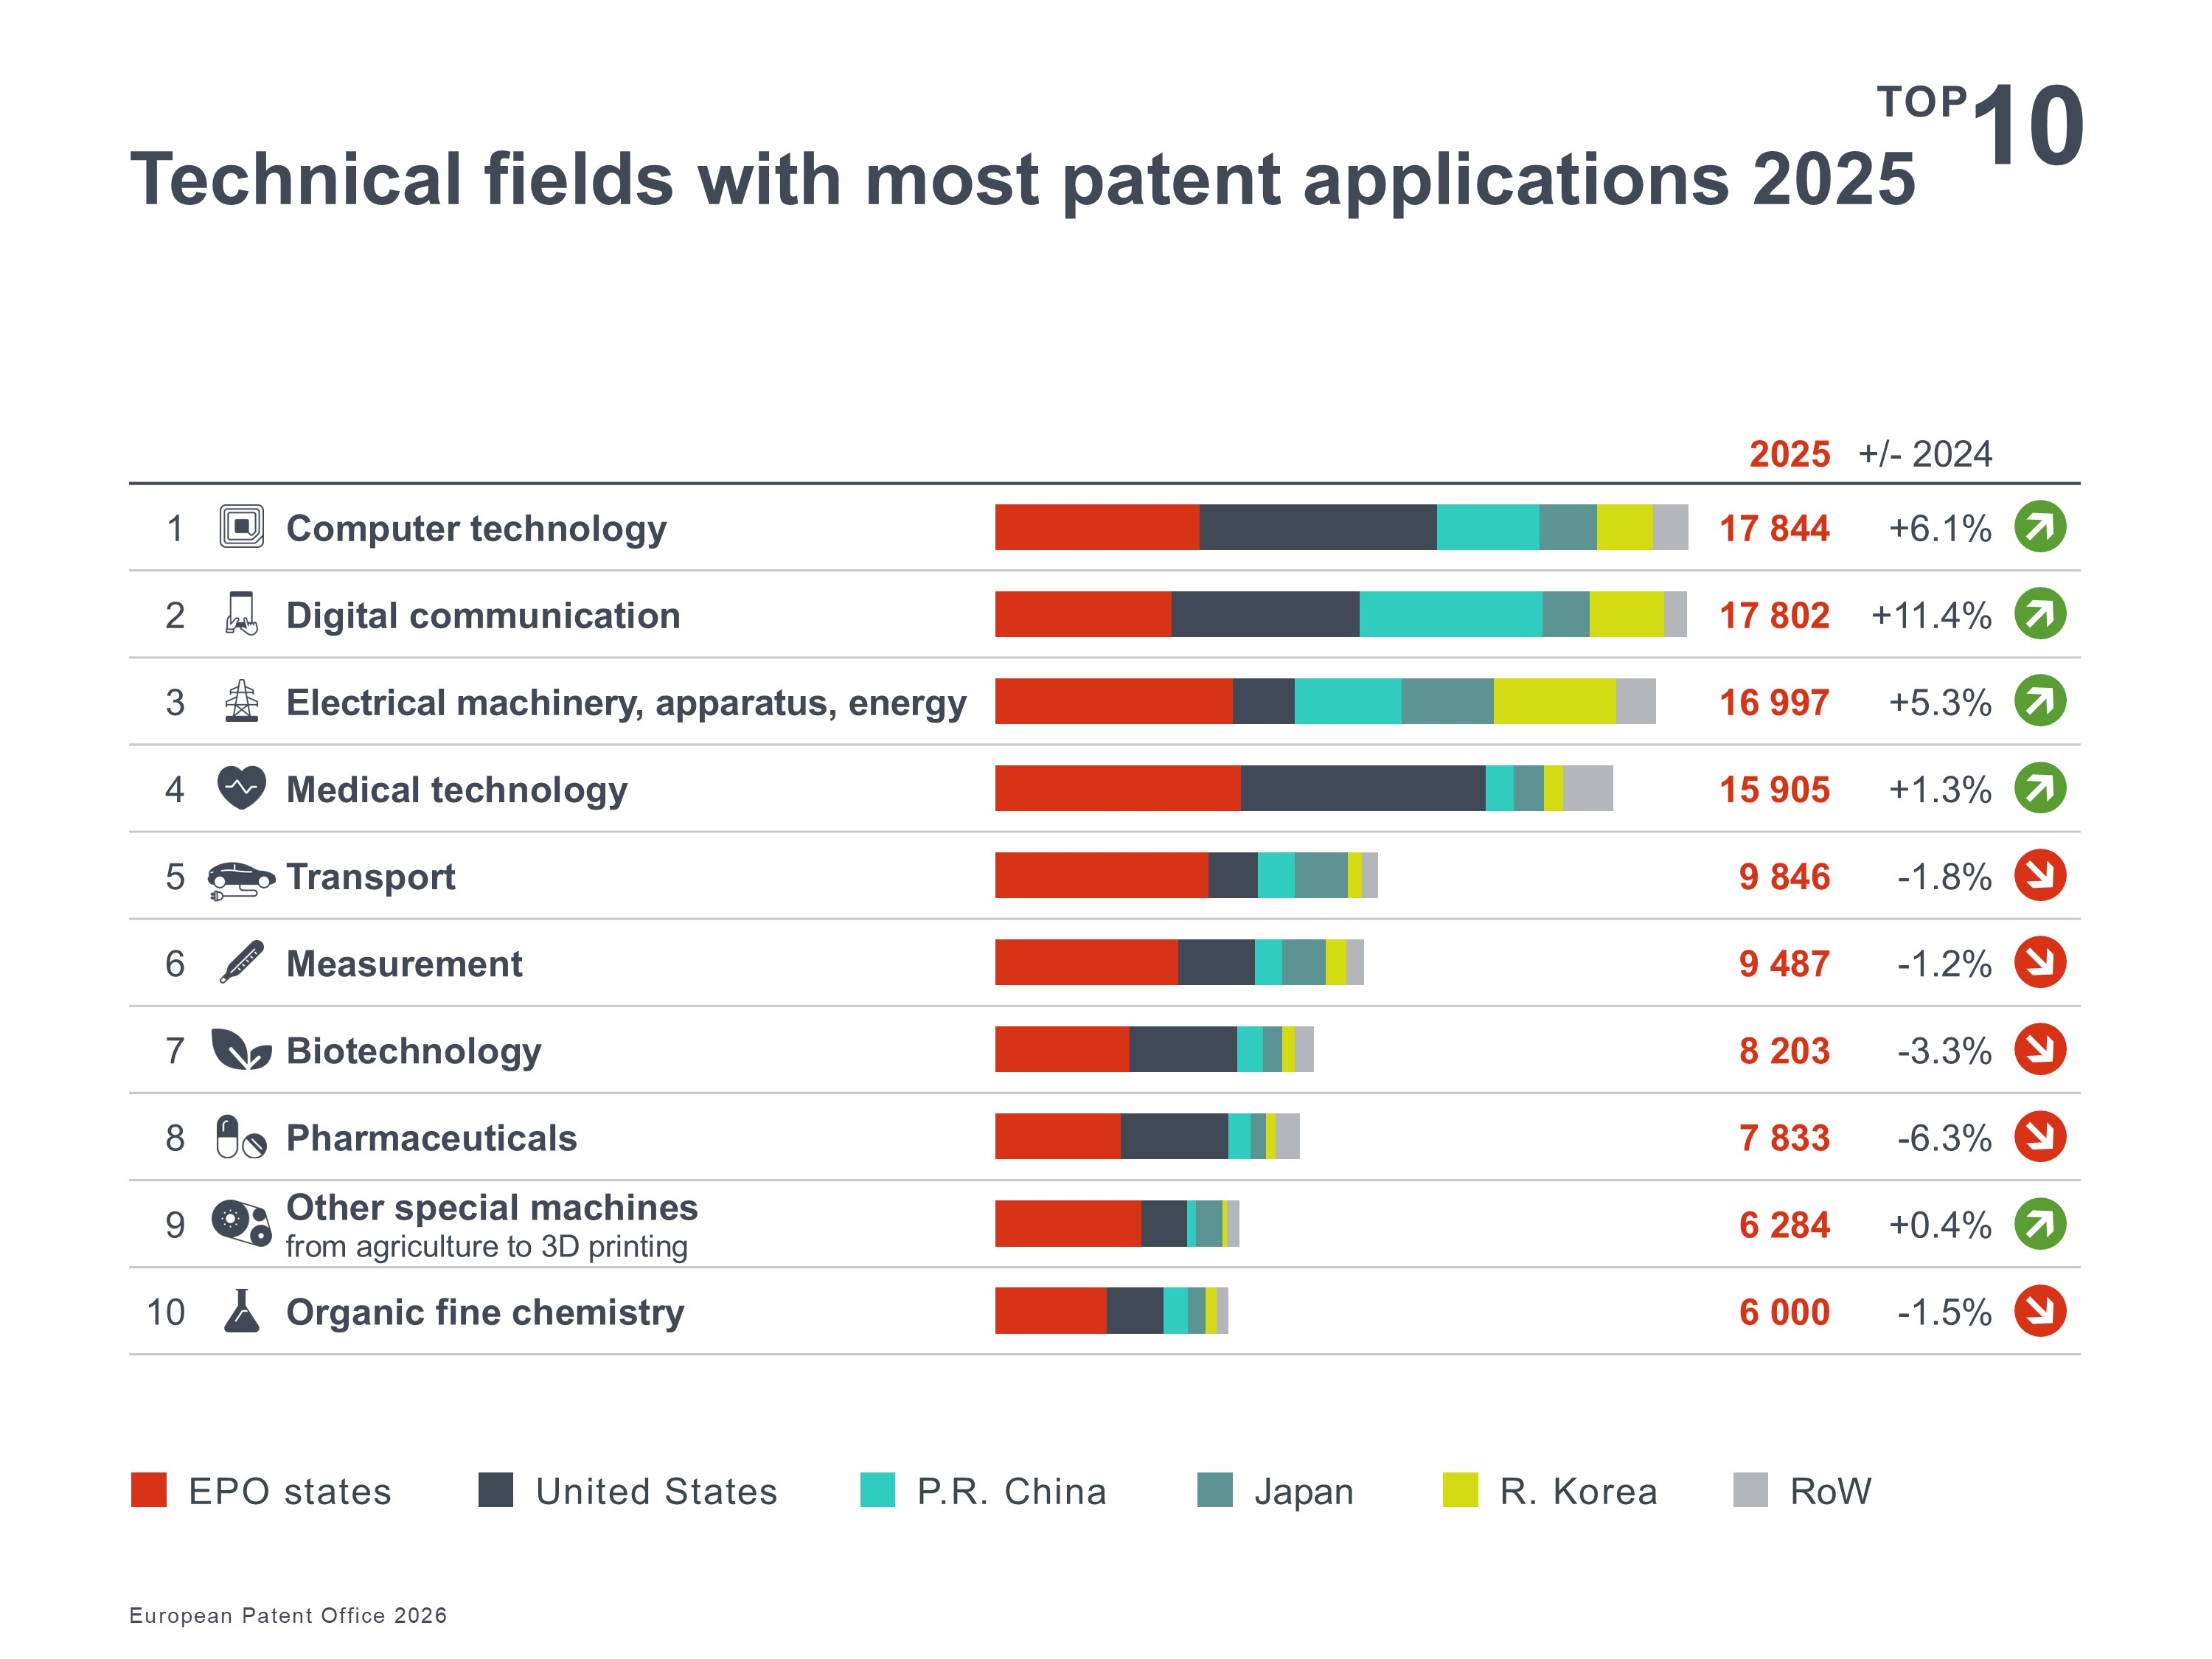 TOP 10
Technical fields with most patent applications 2025
2025 +/- 2024
1 Computer technology 17 844 +6.1%
2 Digital communication 17 802 +11.4%
3 Electrical machinery, apparatus, energy 16 997 +5.3%
4 Medical technology 15 905 +1.3%
5 Transport 9 846 -1.8%
6 Measurement 9 487 -1.2%
7 Biotechnology 8 203 -3.3%
8 Pharmaceuticals 7 833 -6.3%
9 Other special machines 6 284 +0.4%
from agriculture to 3D printing
10 Organic fine chemistry 6 000 -1.5%
EPO states United States P.R. China Japan R. Korea RoW
European Patent Office 2026